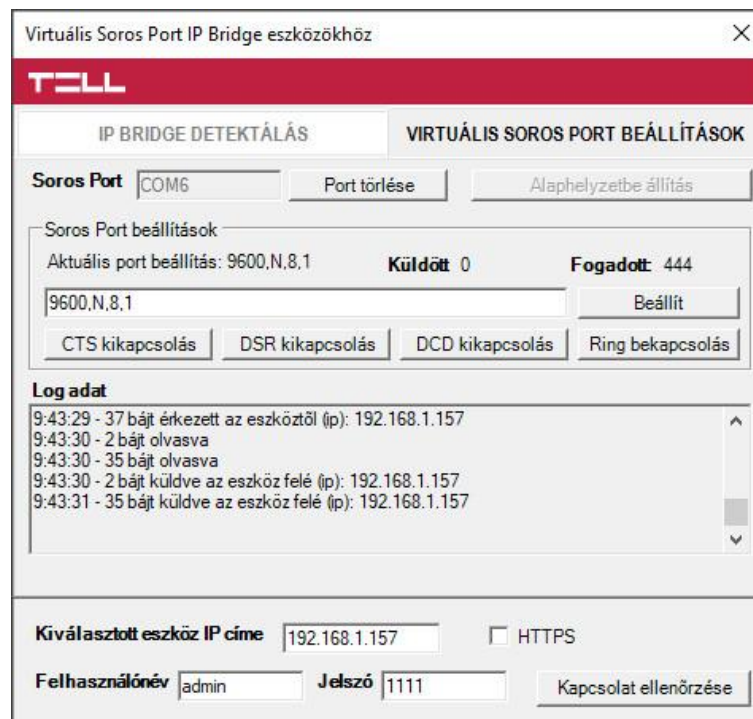 Virtuális Soros Port IP Bridge eszközökhöz
TELL
IP BRIDGE DETEKTÁLÁS VIRTUÁLIS SOROS PORT BEÁLLÍTÁSOK
Soros Port COM6 Port törlése Alaphelyzetbe állítás
Soros Port beállítások
Aktuális port beállítás: 9600,N,8,1 Küldött 0 Fogadott: 444
9600,N,8,1 Beállít
CTS kikapcsolás DSR kikapcsolás DCD kikapcsolás Ring bekapcsolás
Log adat
9:43:29 - 37 bájt érkezett az eszköztől (ip): 192.168.1.157
9:43:30 - 2 bájt olvasva
9:43:30 - 35 bájt olvasva
9:43:30 - 2 bájt küldve az eszköz felé (ip): 192.168.1.157
9:43:31 - 35 bájt küldve az eszköz felé (ip): 192.168.1.157
Kiválasztott eszköz IP címe 192.168.1.157 HTTPS
Felhasználónév admin Jelszó 1111 Kapcsolat ellenőrzése